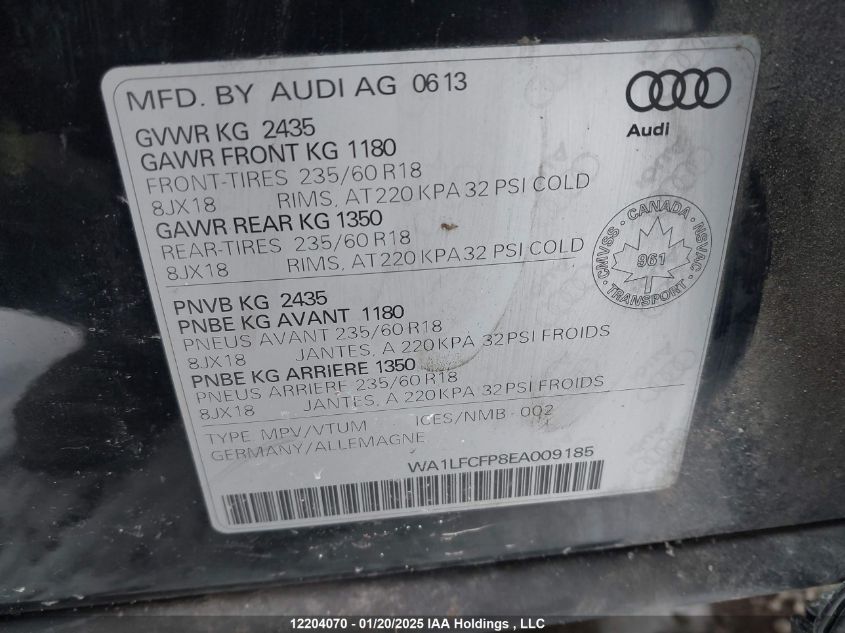 MFD. BY AUDI AG 0613
Audi
GVWR KG 2435
GAWR FRONT KG 1180
FRONT-TIRES 235/60 R18
8JX18 RIMS, AT 220 KPA 32 PSI COLD
GAWR REAR KG 1350
REAR-TIRES 235/60 R18
8JX18 RIMS, AT 220 KPA 32 PSI COLD
CMVSS · CANADA · NSVAC
961
TRANSPORT
PNVB KG 2435
PNBE KG AVANT 1180
PNEUS AVANT 235/60 R18
8JX18 JANTES, A 220 KPA 32 PSI FROIDS
PNBE KG ARRIERE 1350
PNEUS ARRIERE 235/60 R18
8JX18 JANTES, A 220 KPA 32 PSI FROIDS
TYPE: MPV/VTUM ICES/NMB - 002
GERMANY/ALLEMAGNE
WA1LFCFP8EA009185
12204070 - 01/20/2025 IAA Holdings , LLC